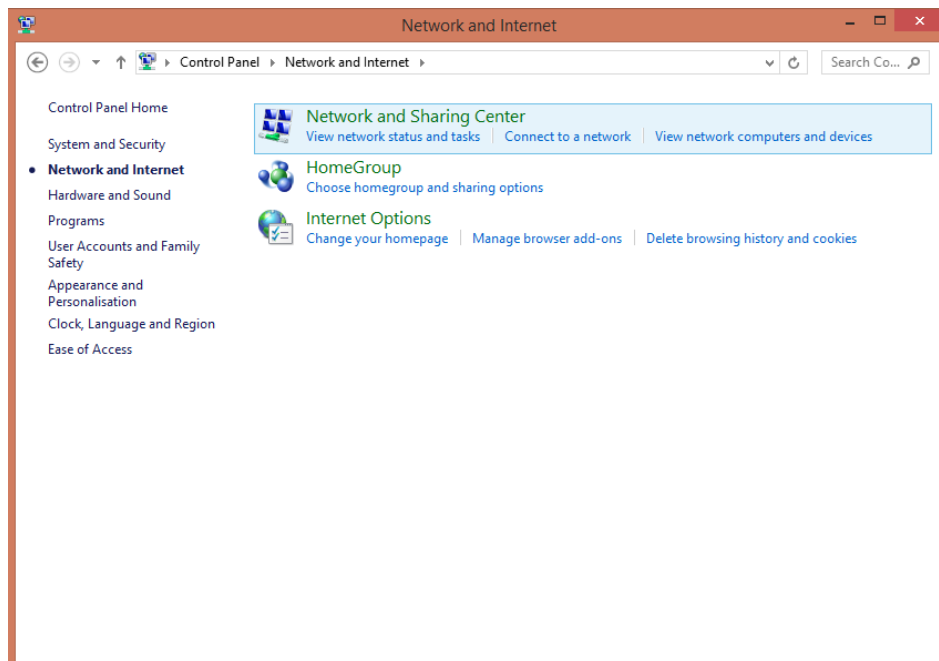 Network and Internet
Control Panel Network and Internet Search Co...
Control Panel Home
System and Security
Network and Internet
Hardware and Sound
Programs
User Accounts and Family
Safety
Appearance and
Personalisation
Clock, Language and Region
Ease of Access
Network and Sharing Center
View network status and tasks Connect to a network View network computers and devices
HomeGroup
Choose homegroup and sharing options
Internet Options
Change your homepage Manage browser add-ons Delete browsing history and cookies